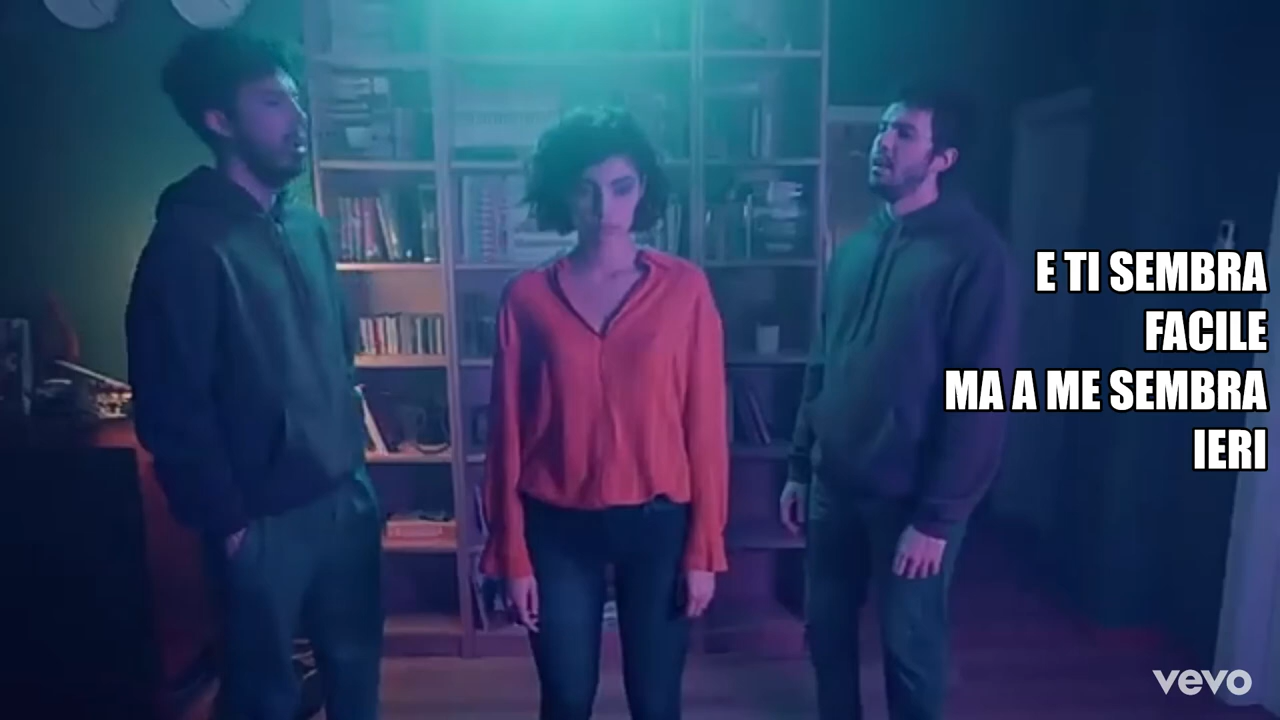 E TI SEMBRA
FACILE
MA A ME SEMBRA
IERI
vevo